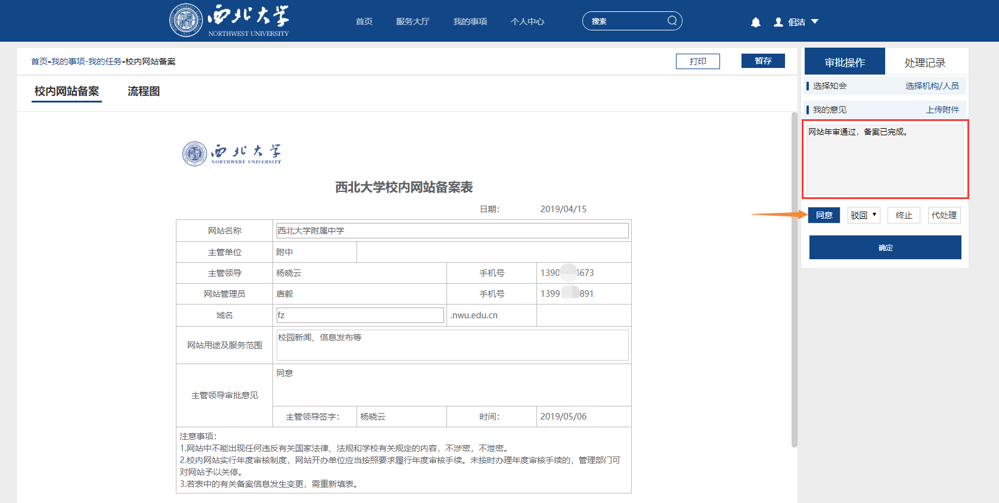 西北大学
NORTHWEST UNIVERSITY
首页
服务大厅
我的事项
个人中心
搜索
佀洁
首页-我的事项-我的任务-校内网站备案
打印
暂存
校内网站备案
流程图
西北大学
NORTHWEST UNIVERSITY
西北大学校内网站备案表
日期：
2019/04/15
网站名称
西北大学附属中学
主管单位
附中
主管领导
杨晓云
手机号
1390
4673
网站管理员
唐毅
手机号
1399
891
域名
fz
.nwu.edu.cn
网站用途及服务范围
校园新闻、信息发布等
主管领导审批意见
同意
主管领导签字：
杨晓云
时间：
2019/05/06
注意事项：
1.网站中不能出现任何违反有关国家法律、法规和学校有关规定的内容，不涉密，不泄密。
2.校内网站实行年度审核制度，网站开办单位应当按照要求履行年度审核手续。未按时办理年度审核手续的，管理部门可
对网站予以关停。
3.若表中的有关备案信息发生变更，需重新填表。
审批操作
处理记录
选择知会
选择机构/人员
我的意见
上传附件
网站年审通过，备案已完成。
同意
驳回
终止
代处理
确定